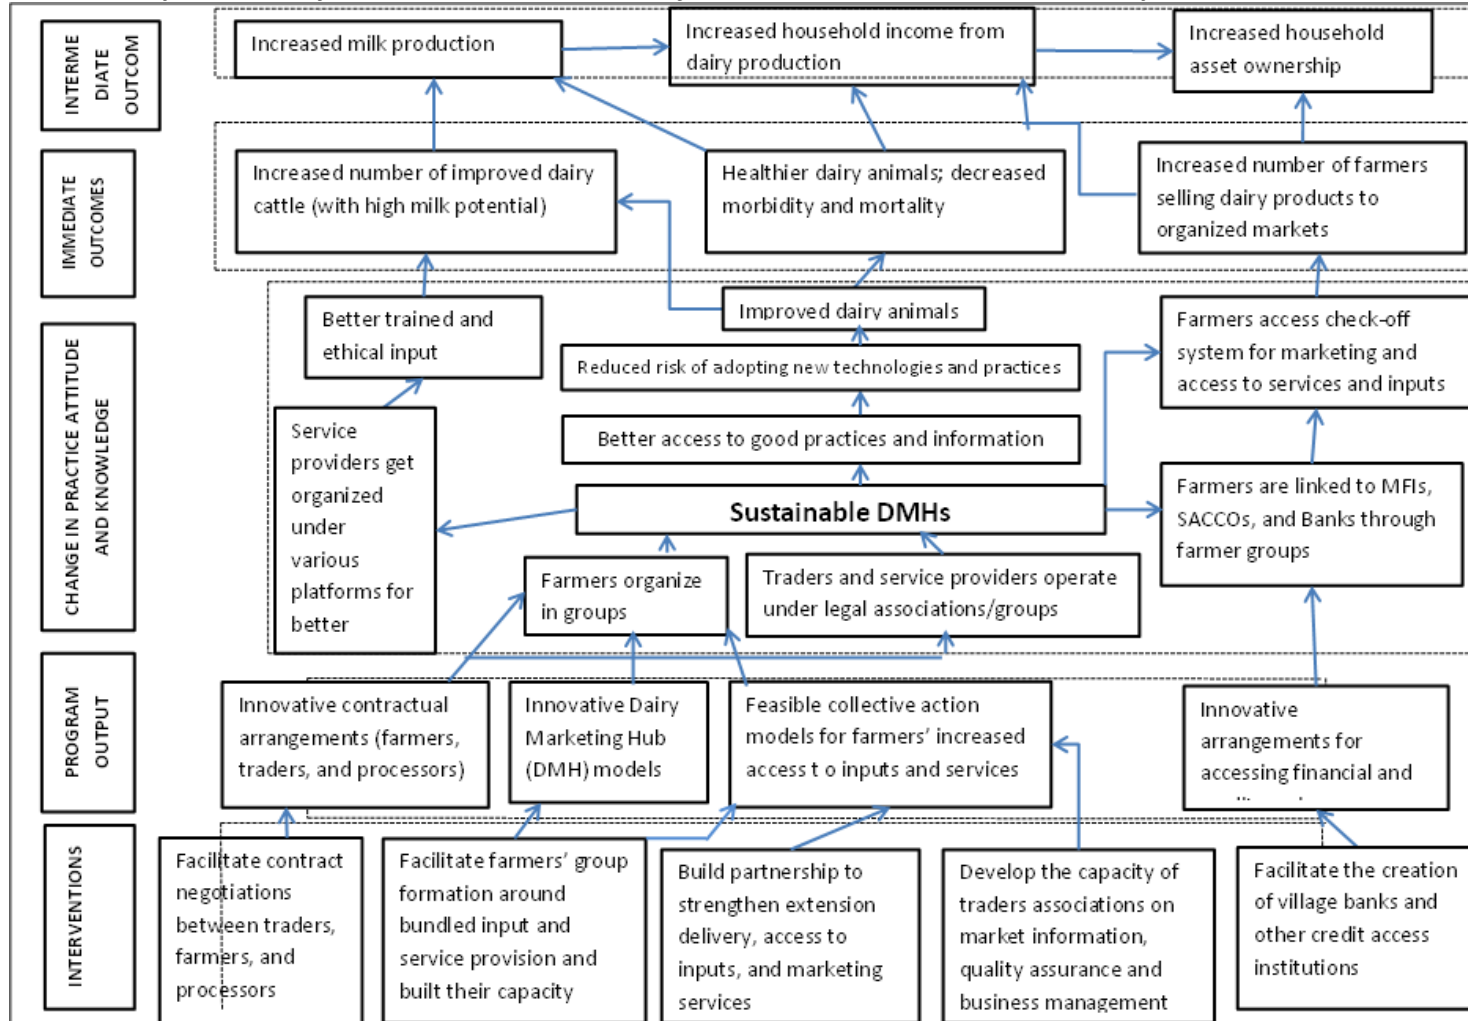 INTERME
DIATE
OUTCOM
Increased milk production
Increased household income from
dairy production
Increased household
asset ownership
IMMEDIATE
OUTCOMES
Increased number of improved dairy
cattle (with high milk potential)
Healthier dairy animals; decreased
morbidity and mortality
Increased number of farmers
selling dairy products to
organized markets
CHANGE IN PRACTICE ATTITUDE
AND KNOWLEDGE
Better trained and
ethical input
Improved dairy animals
Farmers access check-off
system for marketing and
access to services and inputs
Reduced risk of adopting new technologies and practices
Better access to good practices and information
Service
providers get
organized
under
various
platforms for
better
Sustainable DMHs
Farmers are linked to MFIs,
SACCOs, and Banks through
farmer groups
Farmers organize
in groups
Traders and service providers operate
under legal associations/groups
PROGRAM
OUTPUT
Innovative contractual
arrangements (farmers,
traders, and processors)
Innovative Dairy
Marketing Hub
(DMH) models
Feasible collective action
models for farmers' increased
access t o inputs and services
Innovative
arrangements for
accessing financial and
INTERVENTIONS
Facilitate contract
negotiations
between traders,
farmers, and
processors
Facilitate farmers' group
formation around
bundled input and
service provision and
built their capacity
Build partnership to
strengthen extension
delivery, access to
inputs, and marketing
services
Develop the capacity of
traders associations on
market information,
quality assurance and
business management
Facilitate the creation
of village banks and
other credit access
institutions